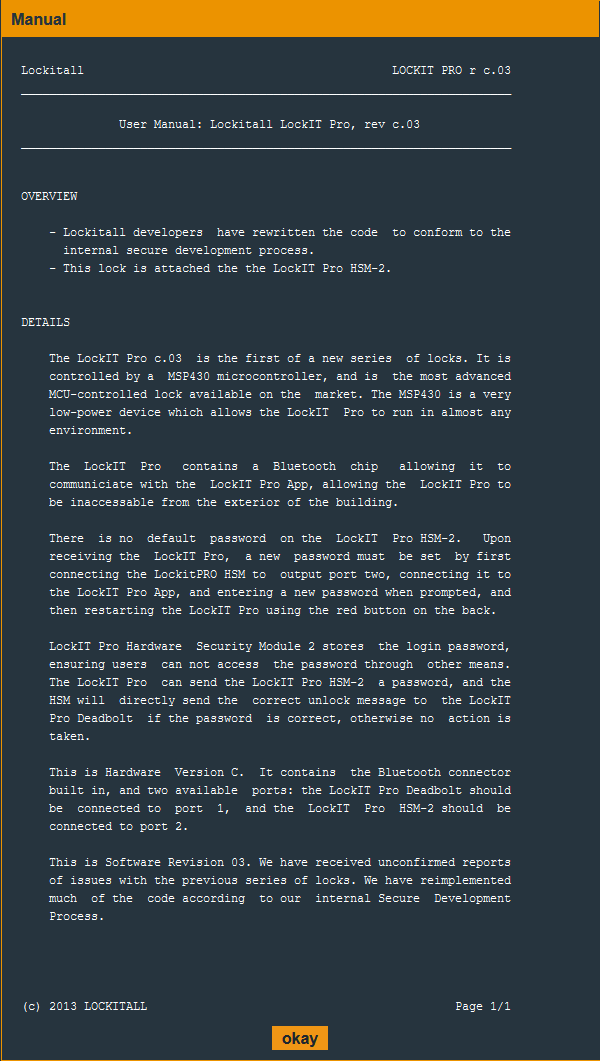 Manual
Lockitall LOCKIT PRO r c.03
User Manual: Lockitall LockIT Pro, rev c.03
OVERVIEW
- Lockitall developers have rewritten the code to conform to the
internal secure development process.
- This lock is attached the the LockIT Pro HSM-2.
DETAILS
The LockIT Pro c.03 is the first of a new series of locks. It is
controlled by a MSP430 microcontroller, and is the most advanced
MCU-controlled lock available on the market. The MSP430 is a very
low-power device which allows the LockIT Pro to run in almost any
environment.
The LockIT Pro contains a Bluetooth chip allowing it to
communiciate with the LockIT Pro App, allowing the LockIT Pro to
be inaccessable from the exterior of the building.
There is no default password on the LockIT Pro HSM-2. Upon
receiving the LockIT Pro, a new password must be set by first
connecting the LockitPRO HSM to output port two, connecting it to
the LockIT Pro App, and entering a new password when prompted, and
then restarting the LockIT Pro using the red button on the back.
LockIT Pro Hardware Security Module 2 stores the login password,
ensuring users can not access the password through other means.
The LockIT Pro can send the LockIT Pro HSM-2 a password, and the
HSM will directly send the correct unlock message to the LockIT
Pro Deadbolt if the password is correct, otherwise no action is
taken.
This is Hardware Version C. It contains the Bluetooth connector
built in, and two available ports: the LockIT Pro Deadbolt should
be connected to port 1, and the LockIT Pro HSM-2 should be
connected to port 2.
This is Software Revision 03. We have received unconfirmed reports
of issues with the previous series of locks. We have reimplemented
much of the code according to our internal Secure Development
Process.
(c) 2013 LOCKITALL Page 1/1
okay